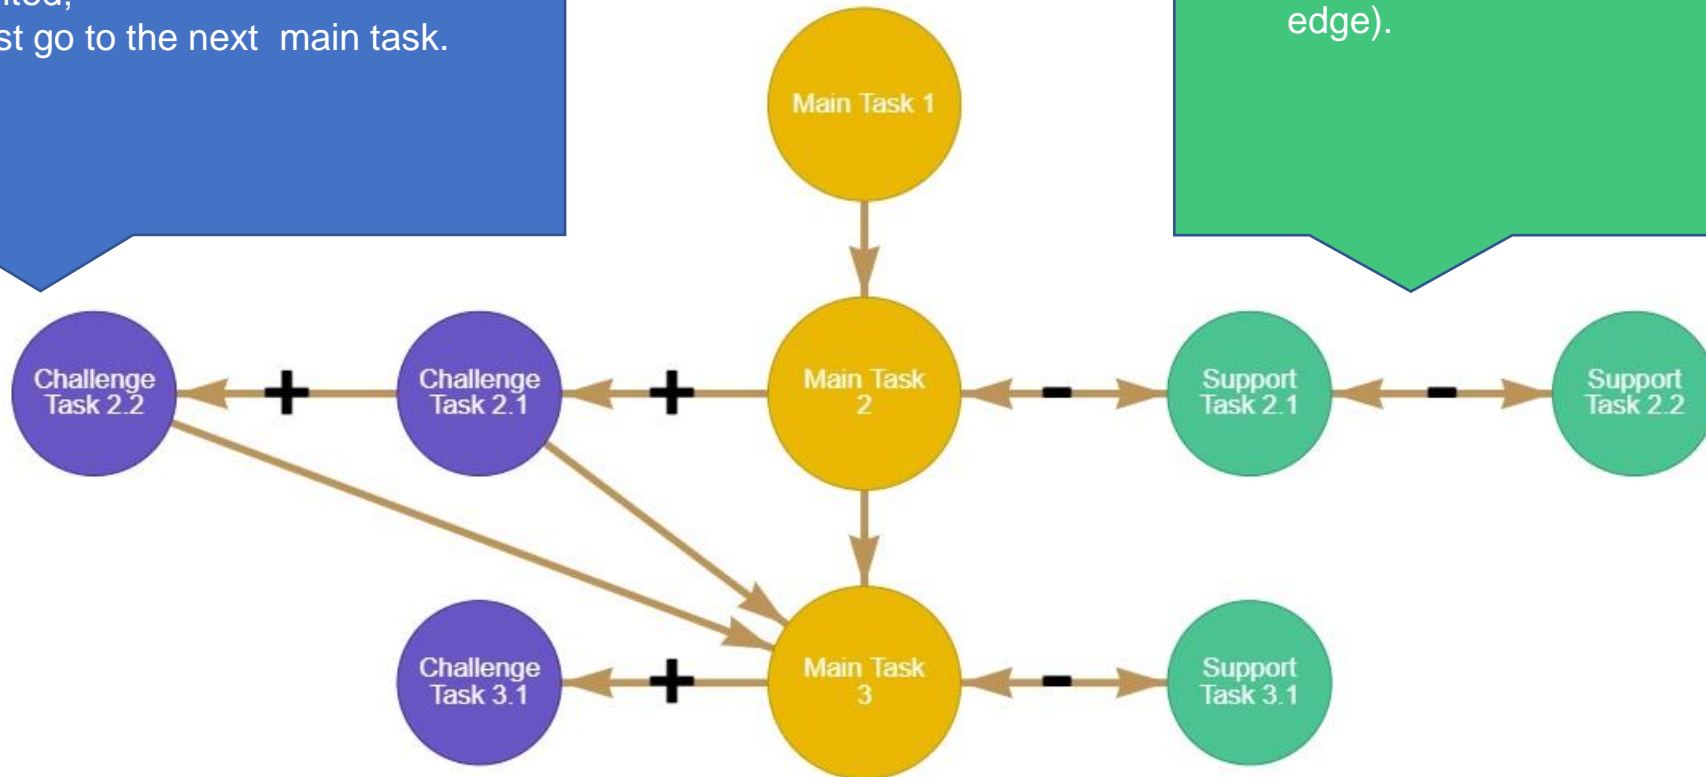 st go to the next  main task.
edge).
Main Task 1
Challenge
Task 2.2
+
Challenge
Task 2.1
+
Main Task
2
-
Support
Task 2.1
-
Support
Task 2.2
Challenge
Task 3.1
+
Main Task
3
-
Support
Task 3.1